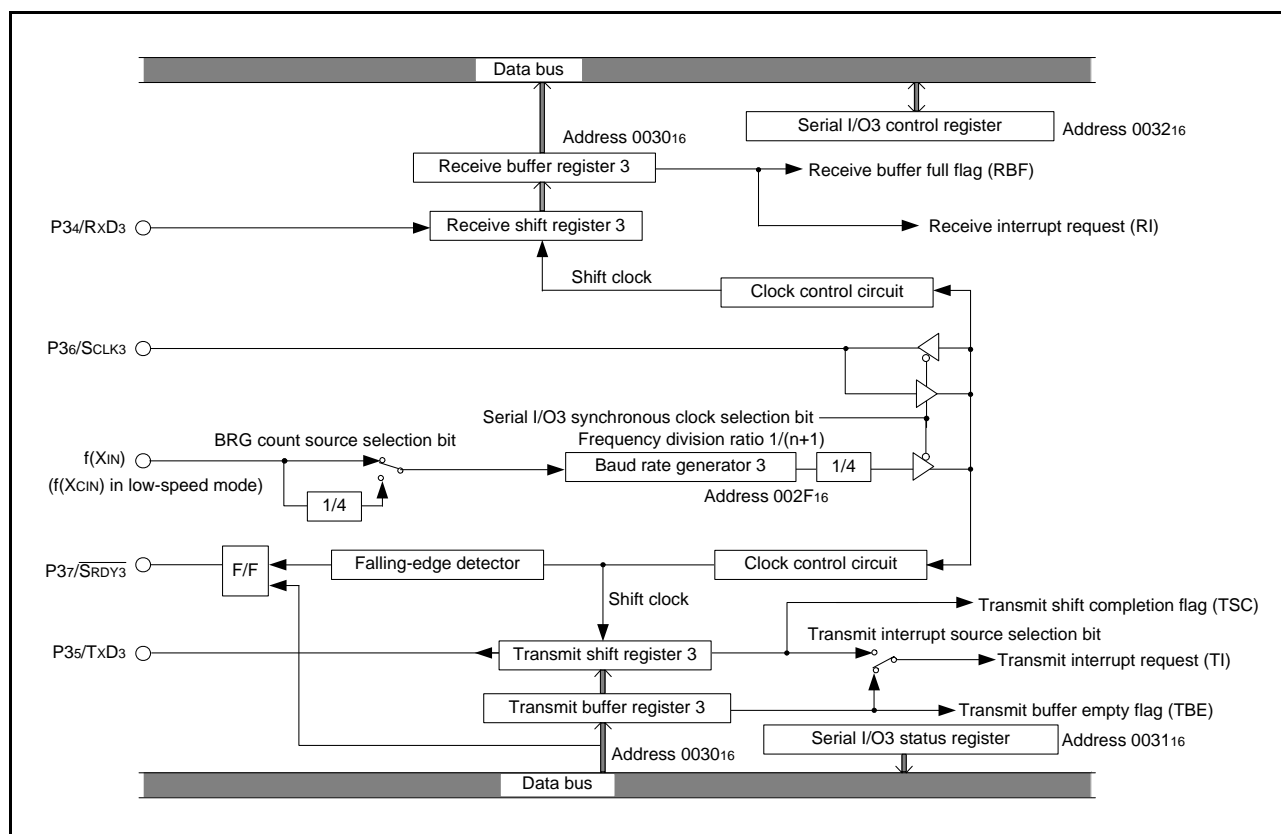 Data bus
Serial I/O3 control register
Address 0032₁₆
Address 0030₁₆
Receive buffer register 3
Receive buffer full flag (RBF)
P3₄/RxD₃
Receive shift register 3
Receive interrupt request (RI)
Shift clock
Clock control circuit
P3₆/SCLK3
Serial I/O3 synchronous clock selection bit
BRG count source selection bit
Frequency division ratio 1/(n+1)
f(XIN)
Baud rate generator 3
1/4
(f(XCIN) in low-speed mode)
1/4
Address 002F₁₆
P3₇/S̅R̅D̅Y̅3̅
F/F
Falling-edge detector
Clock control circuit
Shift clock
Transmit shift completion flag (TSC)
Transmit interrupt source selection bit
P3₅/TxD₃
Transmit shift register 3
Transmit interrupt request (TI)
Transmit buffer register 3
Transmit buffer empty flag (TBE)
Serial I/O3 status register
Address 0031₁₆
Address 0030₁₆
Data bus